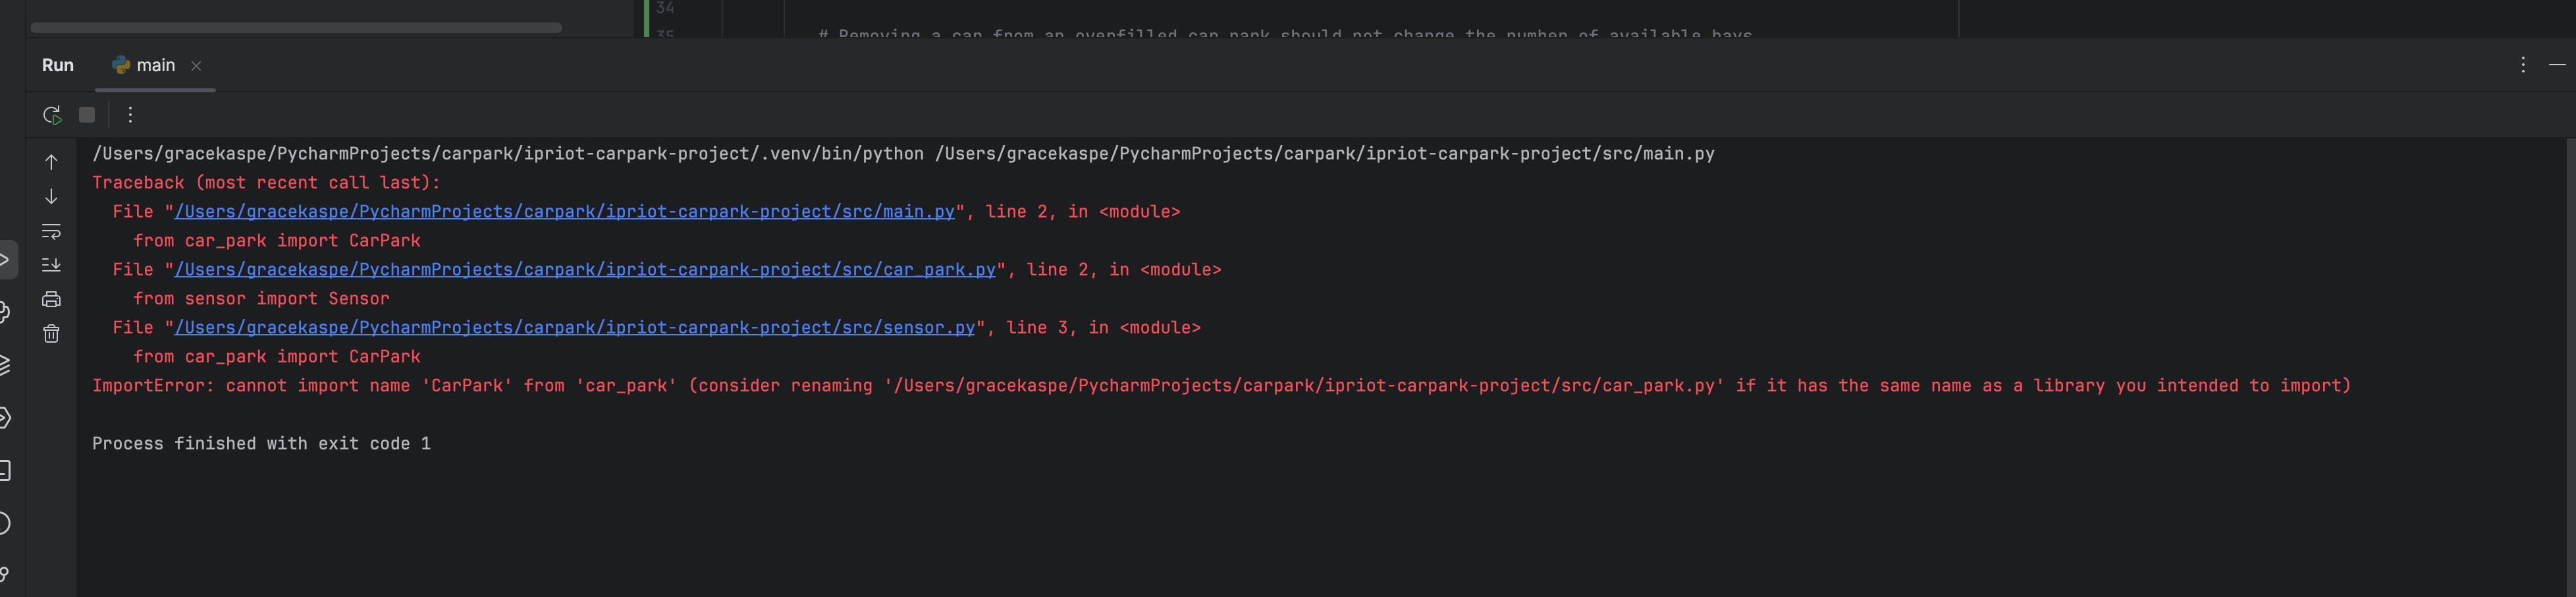 34
35 # Removing a car from an overfilled car park should not change the number of available bays
Run main
/Users/gracekaspe/PycharmProjects/carpark/ipriot-carpark-project/.venv/bin/python /Users/gracekaspe/PycharmProjects/carpark/ipriot-carpark-project/src/main.py
Traceback (most recent call last):
  File "/Users/gracekaspe/PycharmProjects/carpark/ipriot-carpark-project/src/main.py", line 2, in <module>
    from car_park import CarPark
  File "/Users/gracekaspe/PycharmProjects/carpark/ipriot-carpark-project/src/car_park.py", line 2, in <module>
    from sensor import Sensor
  File "/Users/gracekaspe/PycharmProjects/carpark/ipriot-carpark-project/src/sensor.py", line 3, in <module>
    from car_park import CarPark
ImportError: cannot import name 'CarPark' from 'car_park' (consider renaming '/Users/gracekaspe/PycharmProjects/carpark/ipriot-carpark-project/src/car_park.py' if it has the same name as a library you intended to import)
Process finished with exit code 1